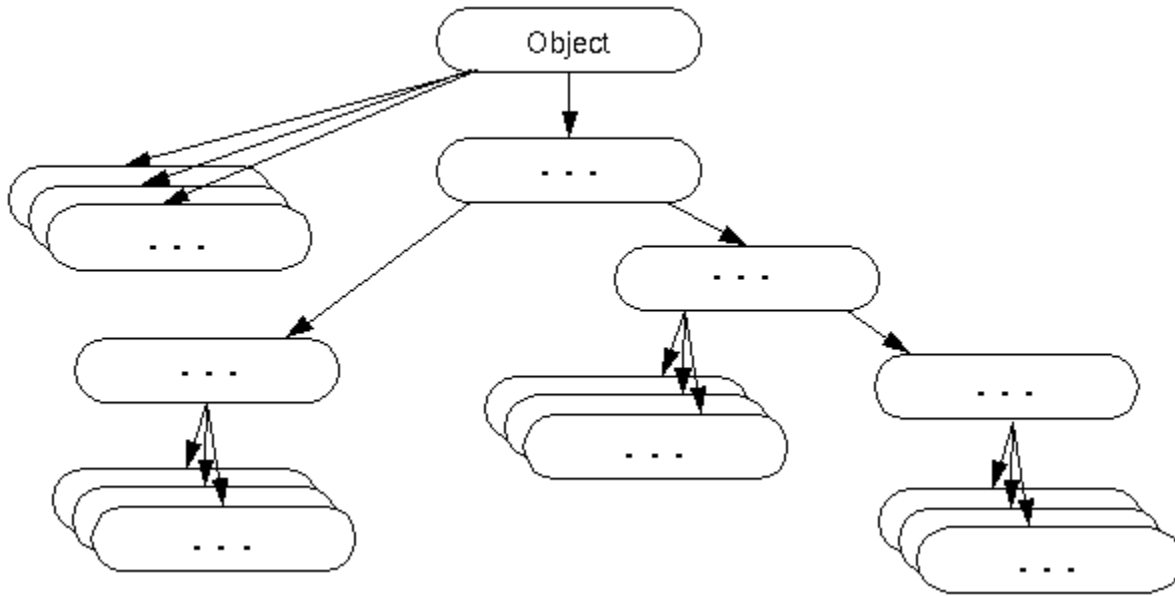 Object
. . .
. . .
. . .
. . .
. . .
. . .
. . .
. . .